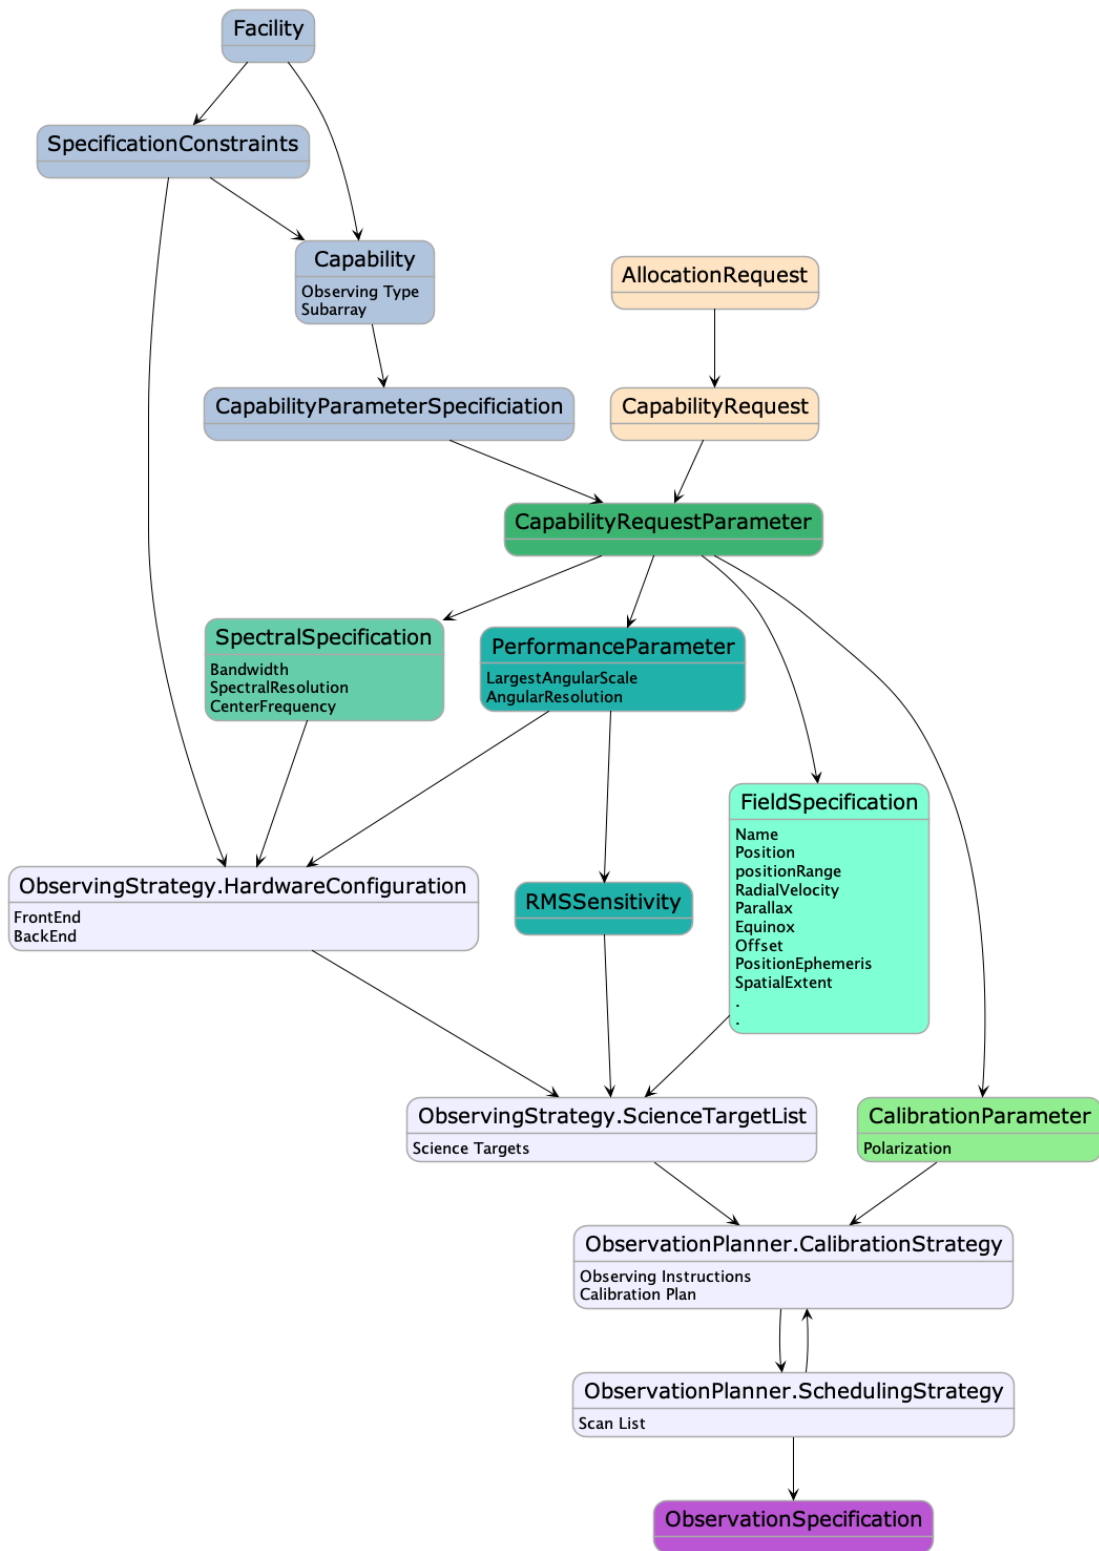 Facility
SpecificationConstraints
Capability
Observing Type
Subarray
AllocationRequest
CapabilityParameterSpecificiation
CapabilityRequest
CapabilityRequestParameter
SpectralSpecification
Bandwidth
SpectralResolution
CenterFrequency
PerformanceParameter
LargestAngularScale
AngularResolution
FieldSpecification
Name
Position
positionRange
RadialVelocity
Parallax
Equinox
Offset
PositionEphemeris
SpatialExtent
.
.
ObservingStrategy.HardwareConfiguration
FrontEnd
BackEnd
RMSSensitivity
ObservingStrategy.ScienceTargetList
Science Targets
CalibrationParameter
Polarization
ObservationPlanner.CalibrationStrategy
Observing Instructions
Calibration Plan
ObservationPlanner.SchedulingStrategy
Scan List
ObservationSpecification